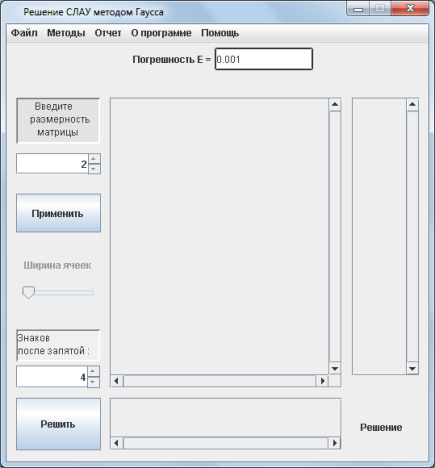 Решение СЛАУ методом Гаусса
Файл Методы Отчет О программе Помощь
Погрешность E = 0.001
Введите
размерность
матрицы
2
Применить
Ширина ячеек
Знаков
после запятой :
4
Решить
Решение